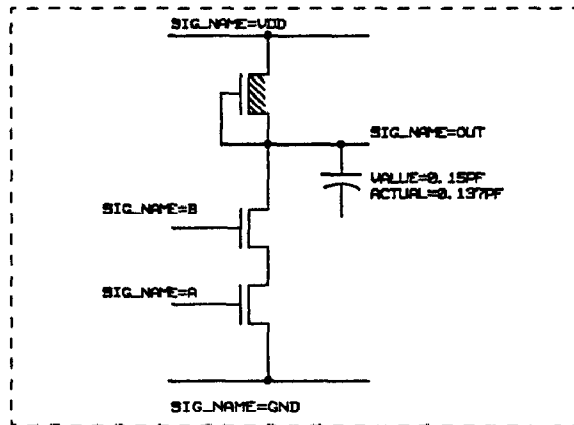 SIG_NAME=VDD
SIG_NAME=OUT
VALUE=0.15PF
ACTUAL=0.137PF
SIG_NAME=B
SIG_NAME=A
SIG_NAME=GND